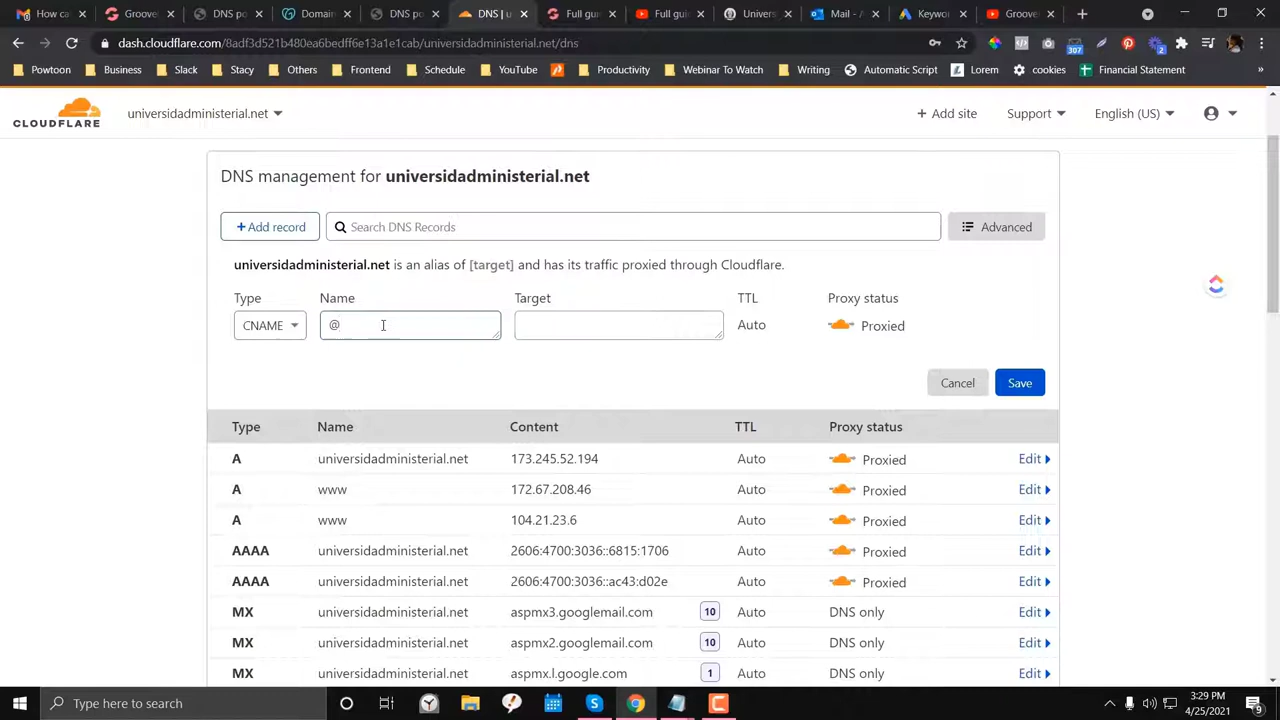 How ca
Groove
DNS po
Domain
DNS po
DNS | u
Full gui
Full gui
Univers
Mail - A
Keywor
Groove
dash.cloudflare.com/8adf3d521b480ea6bdeff6e13a1e1cab/universidadministerial.net/dns
307
2
Powtoon
Business
Slack
Stacy
Others
Frontend
Schedule
YouTube
Productivity
Webinar To Watch
Writing
Automatic Script
Lorem
cookies
Financial Statement
»
CLOUDFLARE
universidadministerial.net
+ Add site
Support
English (US)
DNS management for universidadministerial.net
+ Add record
Search DNS Records
Advanced
universidadministerial.net is an alias of [target] and has its traffic proxied through Cloudflare.
Type Name Target TTL Proxy status
CNAME @ Auto Proxied
Cancel Save
Type Name Content TTL Proxy status
A universidadministerial.net 173.245.52.194 Auto Proxied Edit
A www 172.67.208.46 Auto Proxied Edit
A www 104.21.23.6 Auto Proxied Edit
AAAA universidadministerial.net 2606:4700:3036::6815:1706 Auto Proxied Edit
AAAA universidadministerial.net 2606:4700:3036::ac43:d02e Auto Proxied Edit
MX universidadministerial.net aspmx3.googlemail.com 10 Auto DNS only Edit
MX universidadministerial.net aspmx2.googlemail.com 10 Auto DNS only Edit
MX universidadministerial.net aspmx.l.google.com 1 Auto DNS only Edit
Type here to search
3:29 PM
4/25/2021
9